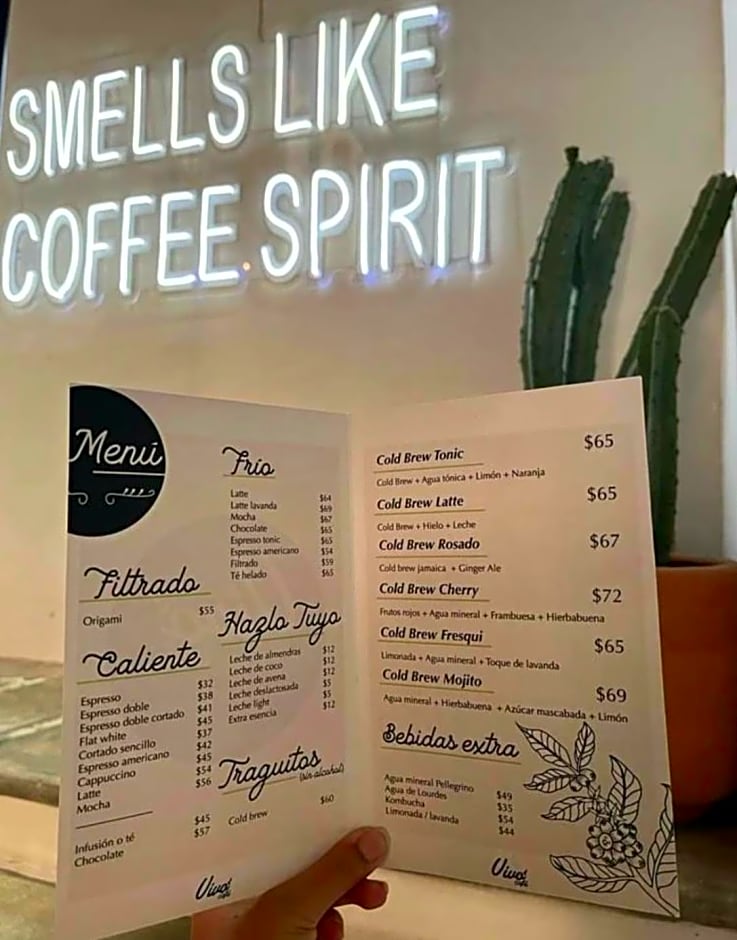 SMELLS LIKE
COFFEE SPIRIT
Menú
Filtrado
Origami $55
Caliente
Espresso $32
Espresso doble $38
Espresso doble cortado $41
Flat white $45
Cortado sencillo $37
Espresso americano $42
Cappuccino $45
Latte $54
Mocha $56
Infusión o té $45
Chocolate $57
Frío
Latte $64
Latte lavanda $69
Mocha $67
Chocolate $65
Espresso tonic $65
Espresso americano $54
Filtrado $59
Té helado $65
Hazlo Tuyo
Leche de almendras $12
Leche de coco $12
Leche de avena $12
Leche deslactosada $5
Leche light $5
Extra esencia $12
Traguitos
(sin alcohol)
Cold brew $60
Vivo!
café
Cold Brew Tonic $65
Cold Brew + Agua tónica + Limón + Naranja
Cold Brew Latte $65
Cold Brew + Hielo + Leche
Cold Brew Rosado $67
Cold brew jamaica + Ginger Ale
Cold Brew Cherry $72
Frutos rojos + Agua mineral + Frambuesa + Hierbabuena
Cold Brew Fresqui $65
Limonada + Agua mineral + Toque de lavanda
Cold Brew Mojito $69
Agua mineral + Hierbabuena + Azúcar mascabada + Limón
Bebidas extra
Agua mineral Pellegrino $49
Agua de Lourdes $35
Kombucha $54
Limonada / lavanda $44
Vivo!
café